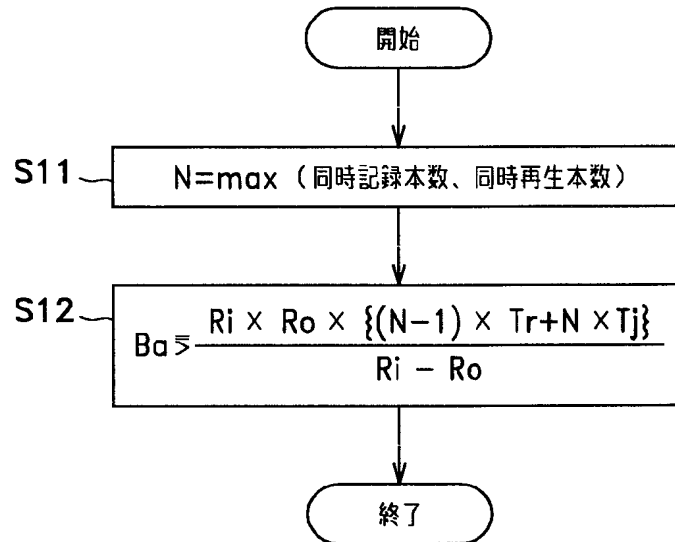 開始
S11 N=max(同時記録本数、同時再生本数)
S12 Ba≧ Ri × Ro × {(N-1) × Tr+N ×Tj}
Ri - Ro
終了